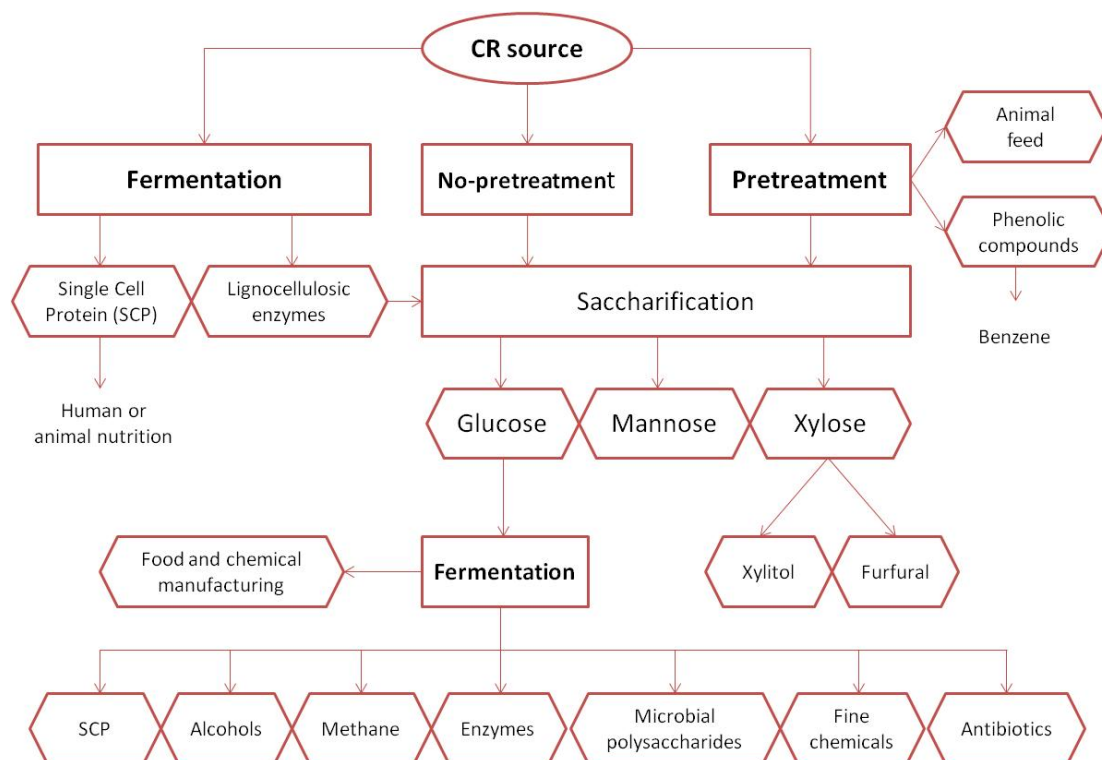 CR source
Animal
feed
Fermentation
No-pretreatment
Pretreatment
Phenolic
compounds
Single Cell
Protein (SCP)
Lignocellulosic
enzymes
Saccharification
Benzene
Human or
animal nutrition
Glucose
Mannose
Xylose
Food and chemical
manufacturing
Fermentation
Xylitol
Furfural
SCP
Alcohols
Methane
Enzymes
Microbial
polysaccharides
Fine
chemicals
Antibiotics